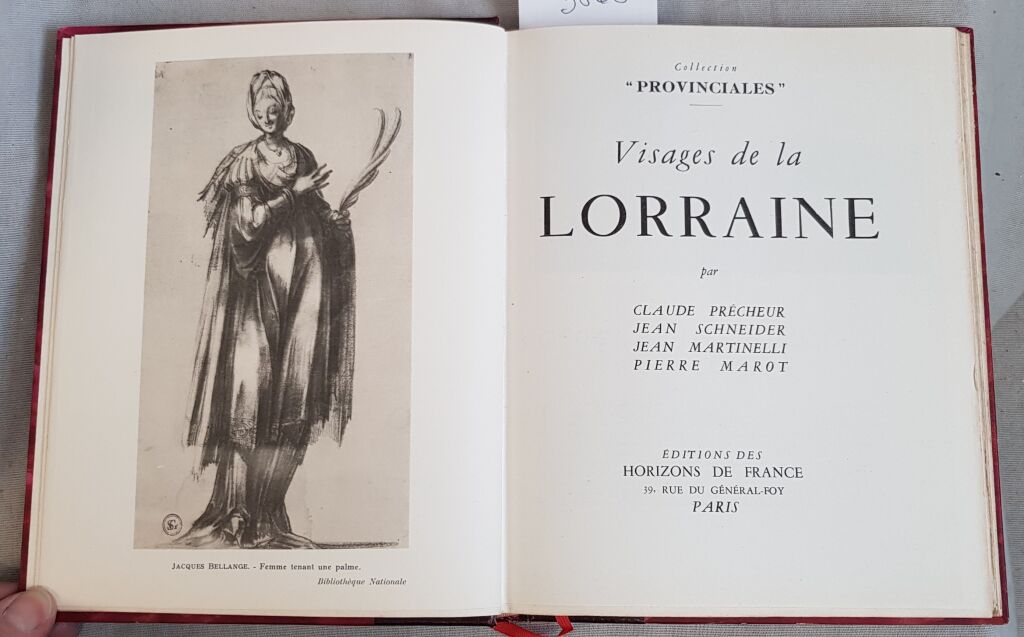 JACQUES BELLANGE. - Femme tenant une palme.
Bibliothèque Nationale
Collection
"PROVINCIALES"
Visages de la
LORRAINE
par
CLAUDE PRÉCHEUR
JEAN SCHNEIDER
JEAN MARTINELLI
PIERRE MAROT
ÉDITIONS DES
HORIZONS DE FRANCE
39, RUE DU GÉNÉRAL-FOY
PARIS